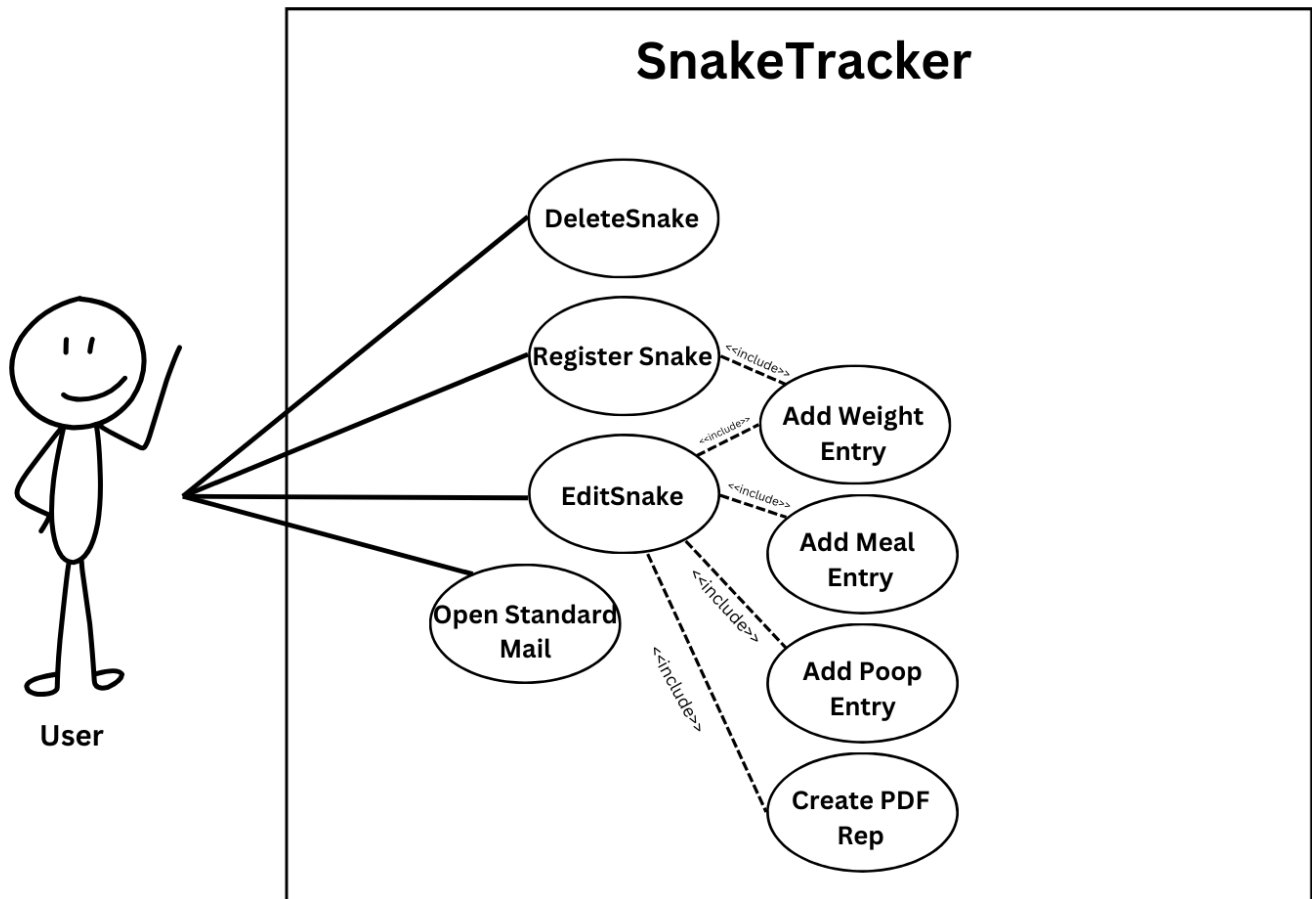 SnakeTracker
DeleteSnake
Register Snake
<<include>>
Add Weight
Entry
<<include>>
EditSnake
<<include>>
Add Meal
Entry
<<include>>
Open Standard
Mail
Add Poop
Entry
<<include>>
User
Create PDF
Rep